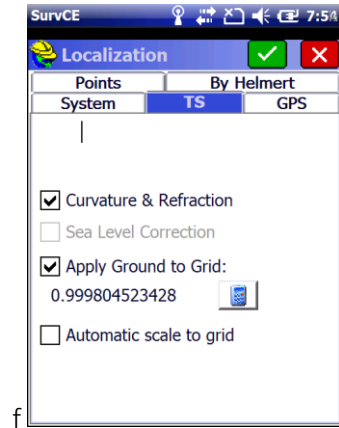 SurvCE 7:54
Localization
Points By Helmert
System TS GPS
Curvature & Refraction
Sea Level Correction
Apply Ground to Grid:
0.999804523428
Automatic scale to grid
f